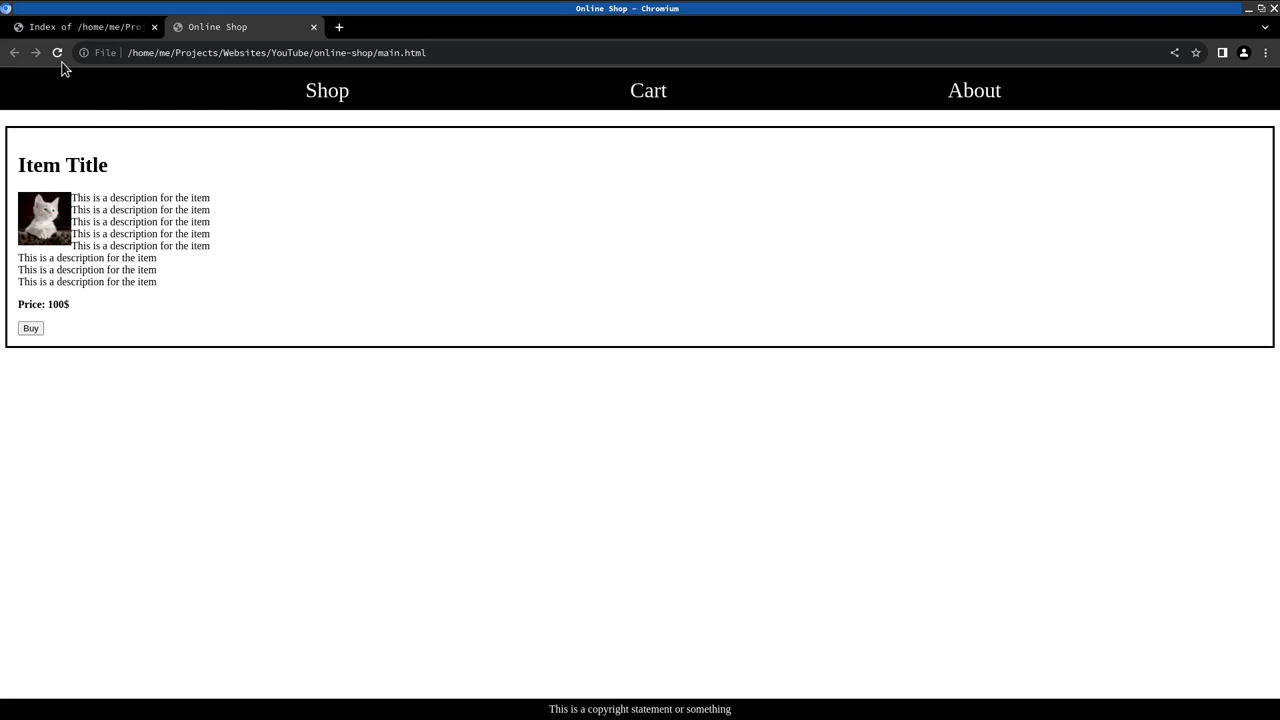 Online Shop - Chromium
Index of /home/me/Proj
Online Shop
File
/home/me/Projects/Websites/YouTube/online-shop/main.html
Shop
Cart
About
Item Title
This is a description for the item
This is a description for the item
This is a description for the item
This is a description for the item
This is a description for the item
This is a description for the item
This is a description for the item
This is a description for the item
Price: 100$
Buy
This is a copyright statement or something